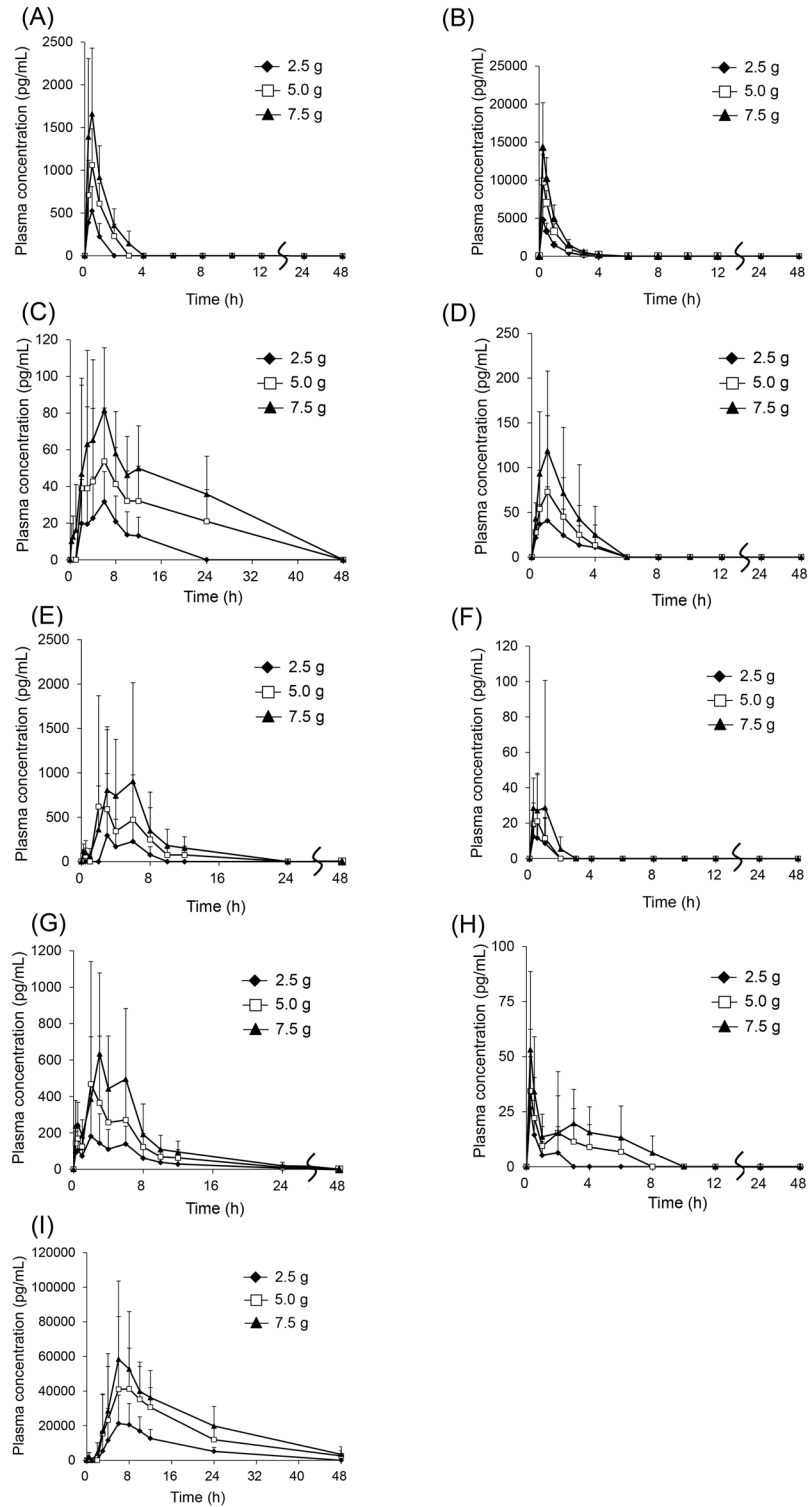 (A)
Plasma concentration (pg/mL)
2500
2000
1500
1000
500
0
2.5 g
5.0 g
7.5 g
0 4 8 12 24 48
Time (h)
(B)
Plasma concentration (pg/mL)
25000
20000
15000
10000
5000
0
2.5 g
5.0 g
7.5 g
0 4 8 12 24 48
Time (h)
(C)
Plasma concentration (pg/mL)
120
100
80
60
40
20
0
2.5 g
5.0 g
7.5 g
0 8 16 24 32 40 48
Time (h)
(D)
Plasma concentration (pg/mL)
250
200
150
100
50
0
2.5 g
5.0 g
7.5 g
0 4 8 12 24 48
Time (h)
(E)
Plasma concentration (pg/mL)
2500
2000
1500
1000
500
0
2.5 g
5.0 g
7.5 g
0 8 16 24 48
Time (h)
(F)
Plasma concentration (pg/mL)
120
100
80
60
40
20
0
2.5 g
5.0 g
7.5 g
0 4 8 12 24 48
Time (h)
(G)
Plasma concentration (pg/mL)
1200
1000
800
600
400
200
0
2.5 g
5.0 g
7.5 g
0 8 16 24 48
Time (h)
(H)
Plasma concentration (pg/mL)
100
75
50
25
0
2.5 g
5.0 g
7.5 g
0 4 8 12 24 48
Time (h)
(I)
Plasma concentration (pg/mL)
120000
100000
80000
60000
40000
20000
0
2.5 g
5.0 g
7.5 g
0 8 16 24 32 40 48
Time (h)